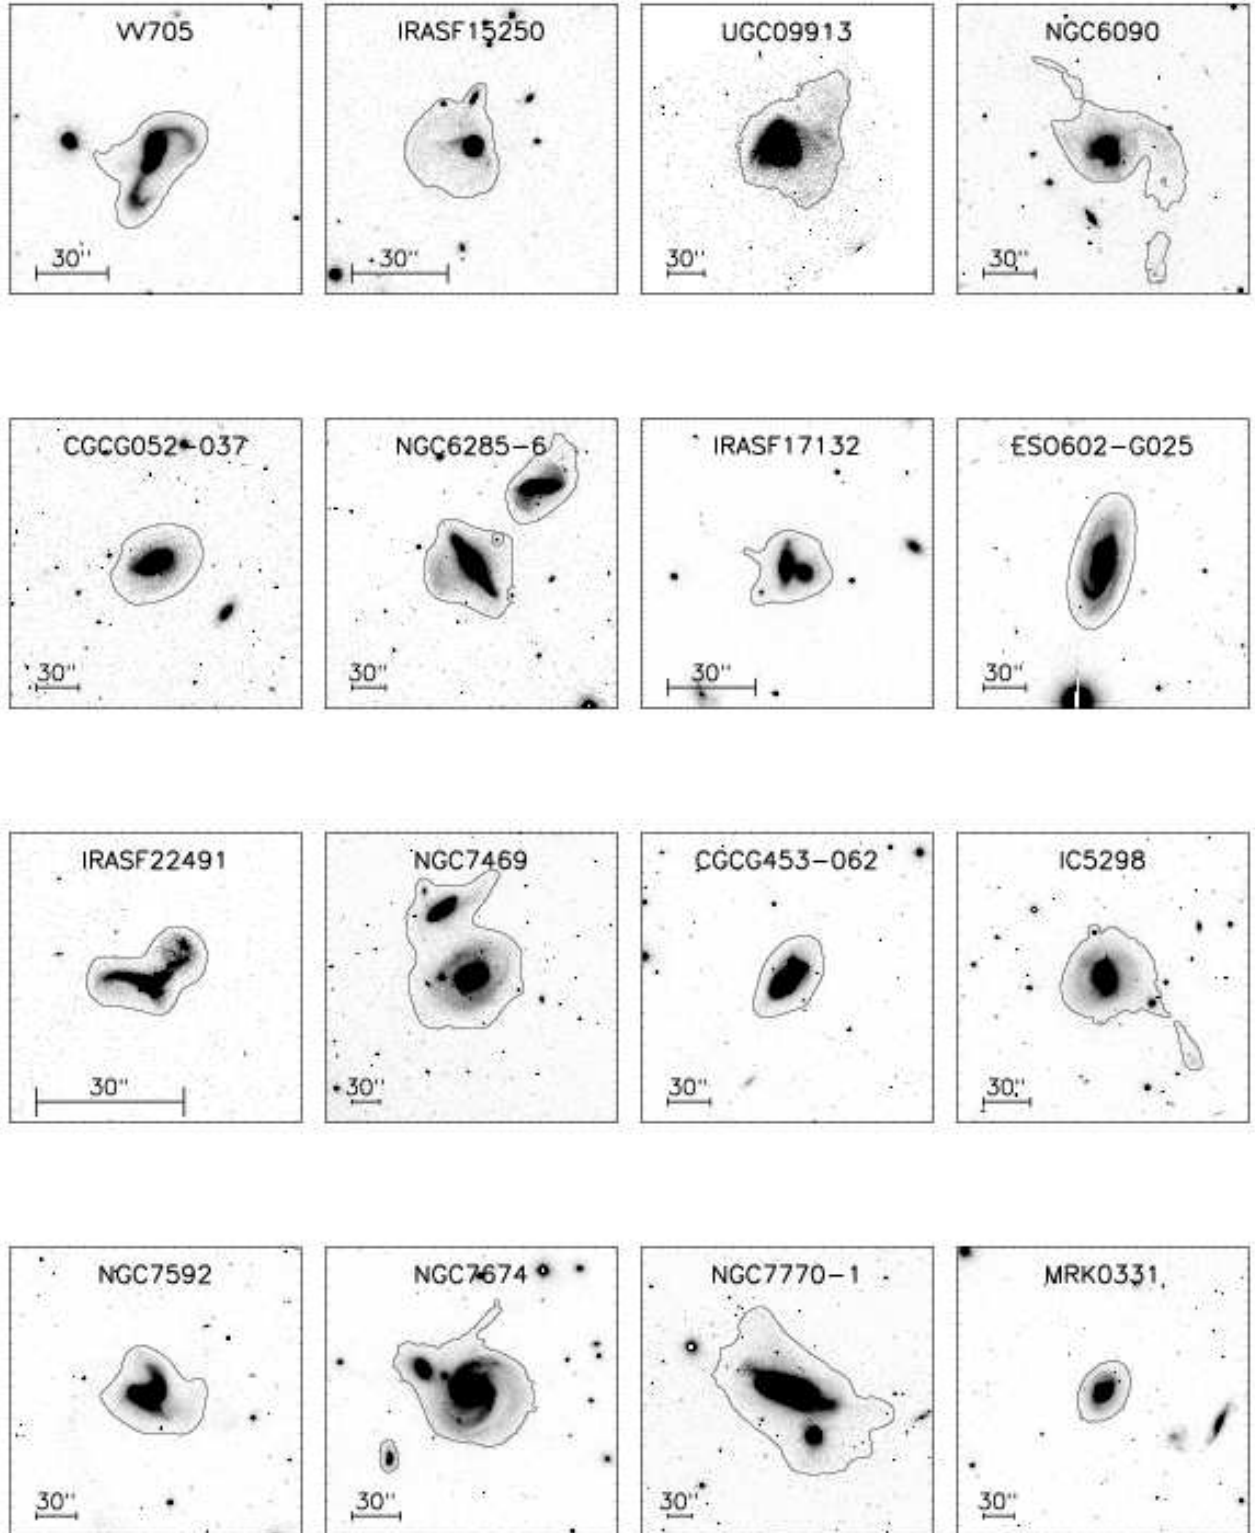 VV705
IRASF15250
UGC09913
NGC6090
30''
30''
30''
30''
CGCG052-037
NGC6285-6
IRASF17132
ESO602-G025
30''
30''
30''
30''
IRASF22491
NGC7469
CGCG453-062
IC5298
30''
30''
30''
30''
NGC7592
NGC7674
NGC7770-1
MRK0331
30''
30''
30''
30''